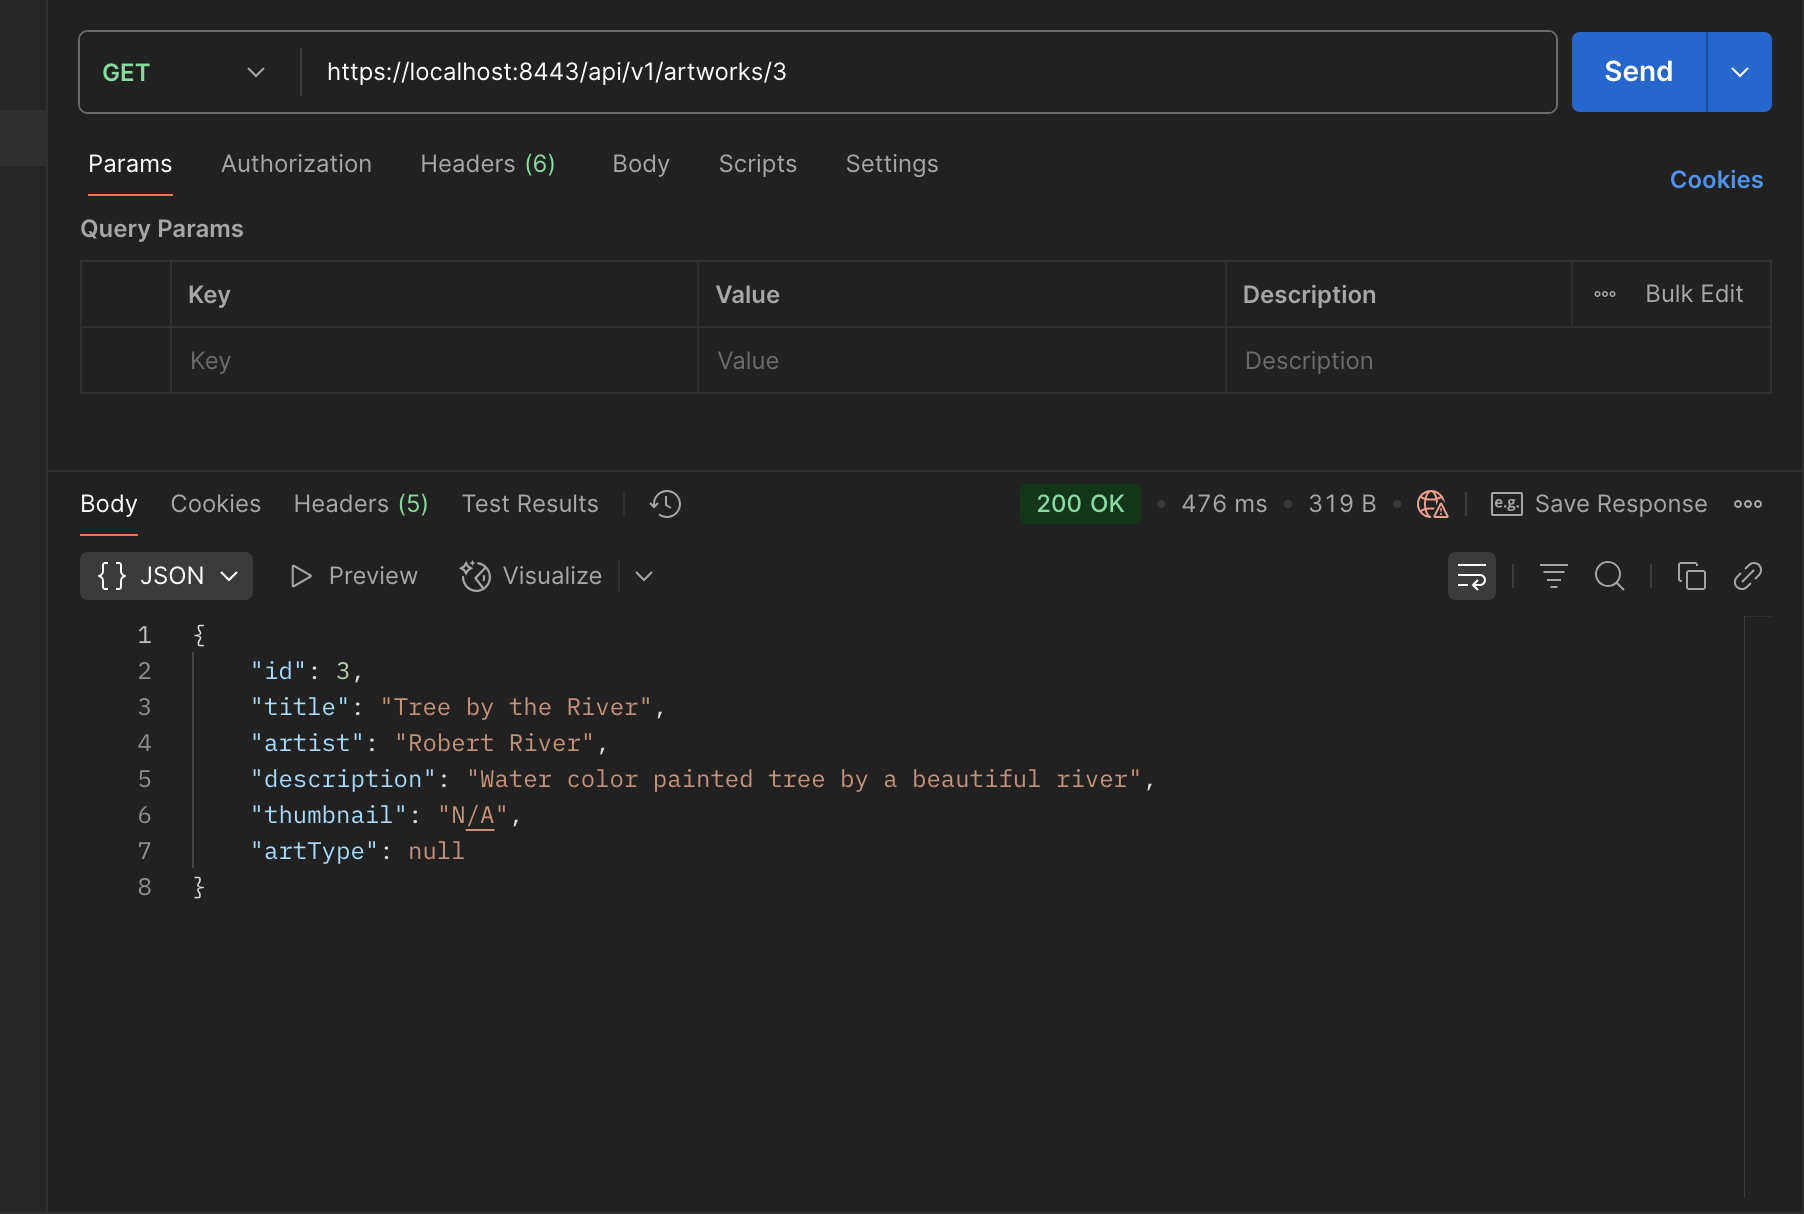 GET https://localhost:8443/api/v1/artworks/3 Send
Params Authorization Headers (6) Body Scripts Settings
Cookies
Query Params
Key Value Description Bulk Edit
Key Value Description
Body Cookies Headers (5) Test Results 200 OK • 476 ms • 319 B • e.g. Save Response
{} JSON Preview Visualize
1 {
2 "id": 3,
3 "title": "Tree by the River",
4 "artist": "Robert River",
5 "description": "Water color painted tree by a beautiful river",
6 "thumbnail": "N/A",
7 "artType": null
8 }